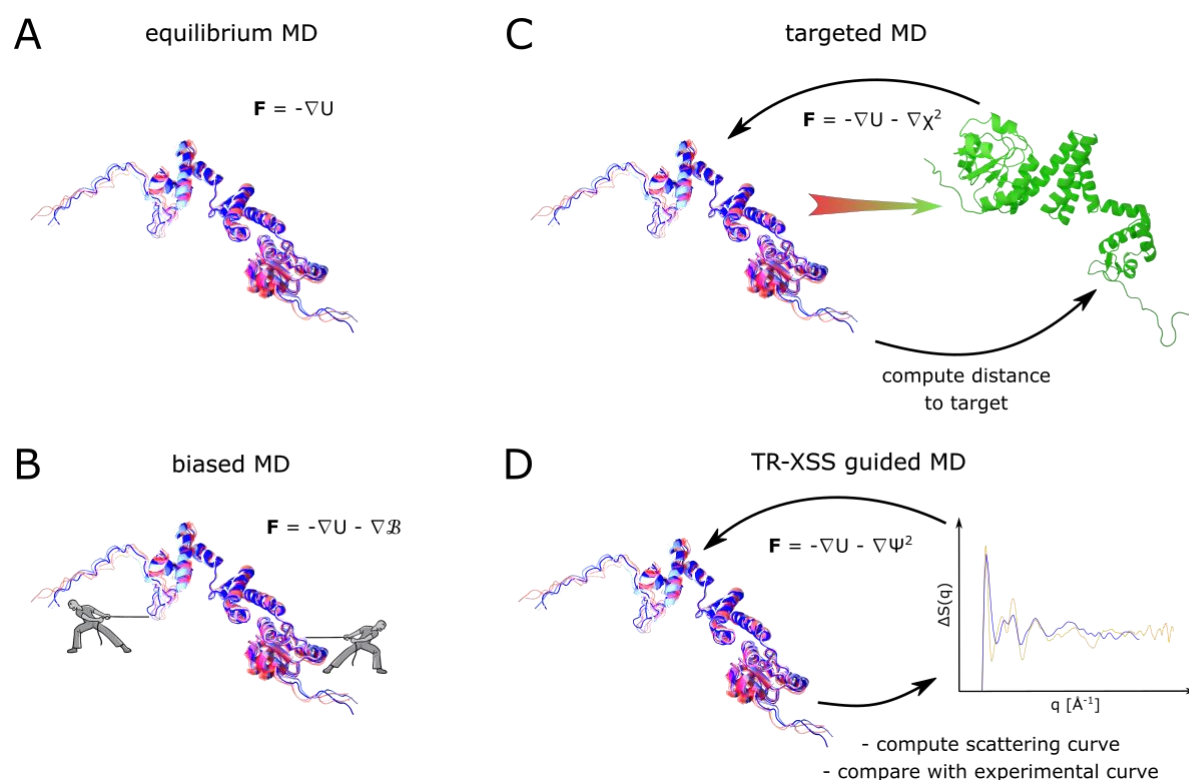 A
equilibrium MD
F = -∇U
B
biased MD
F = -∇U - ∇ℬ
C
targeted MD
F = -∇U - ∇χ²
compute distance
to target
D
TR-XSS guided MD
F = -∇U - ∇Ψ²
ΔS(q)
q [Å⁻¹]
- compute scattering curve
- compare with experimental curve